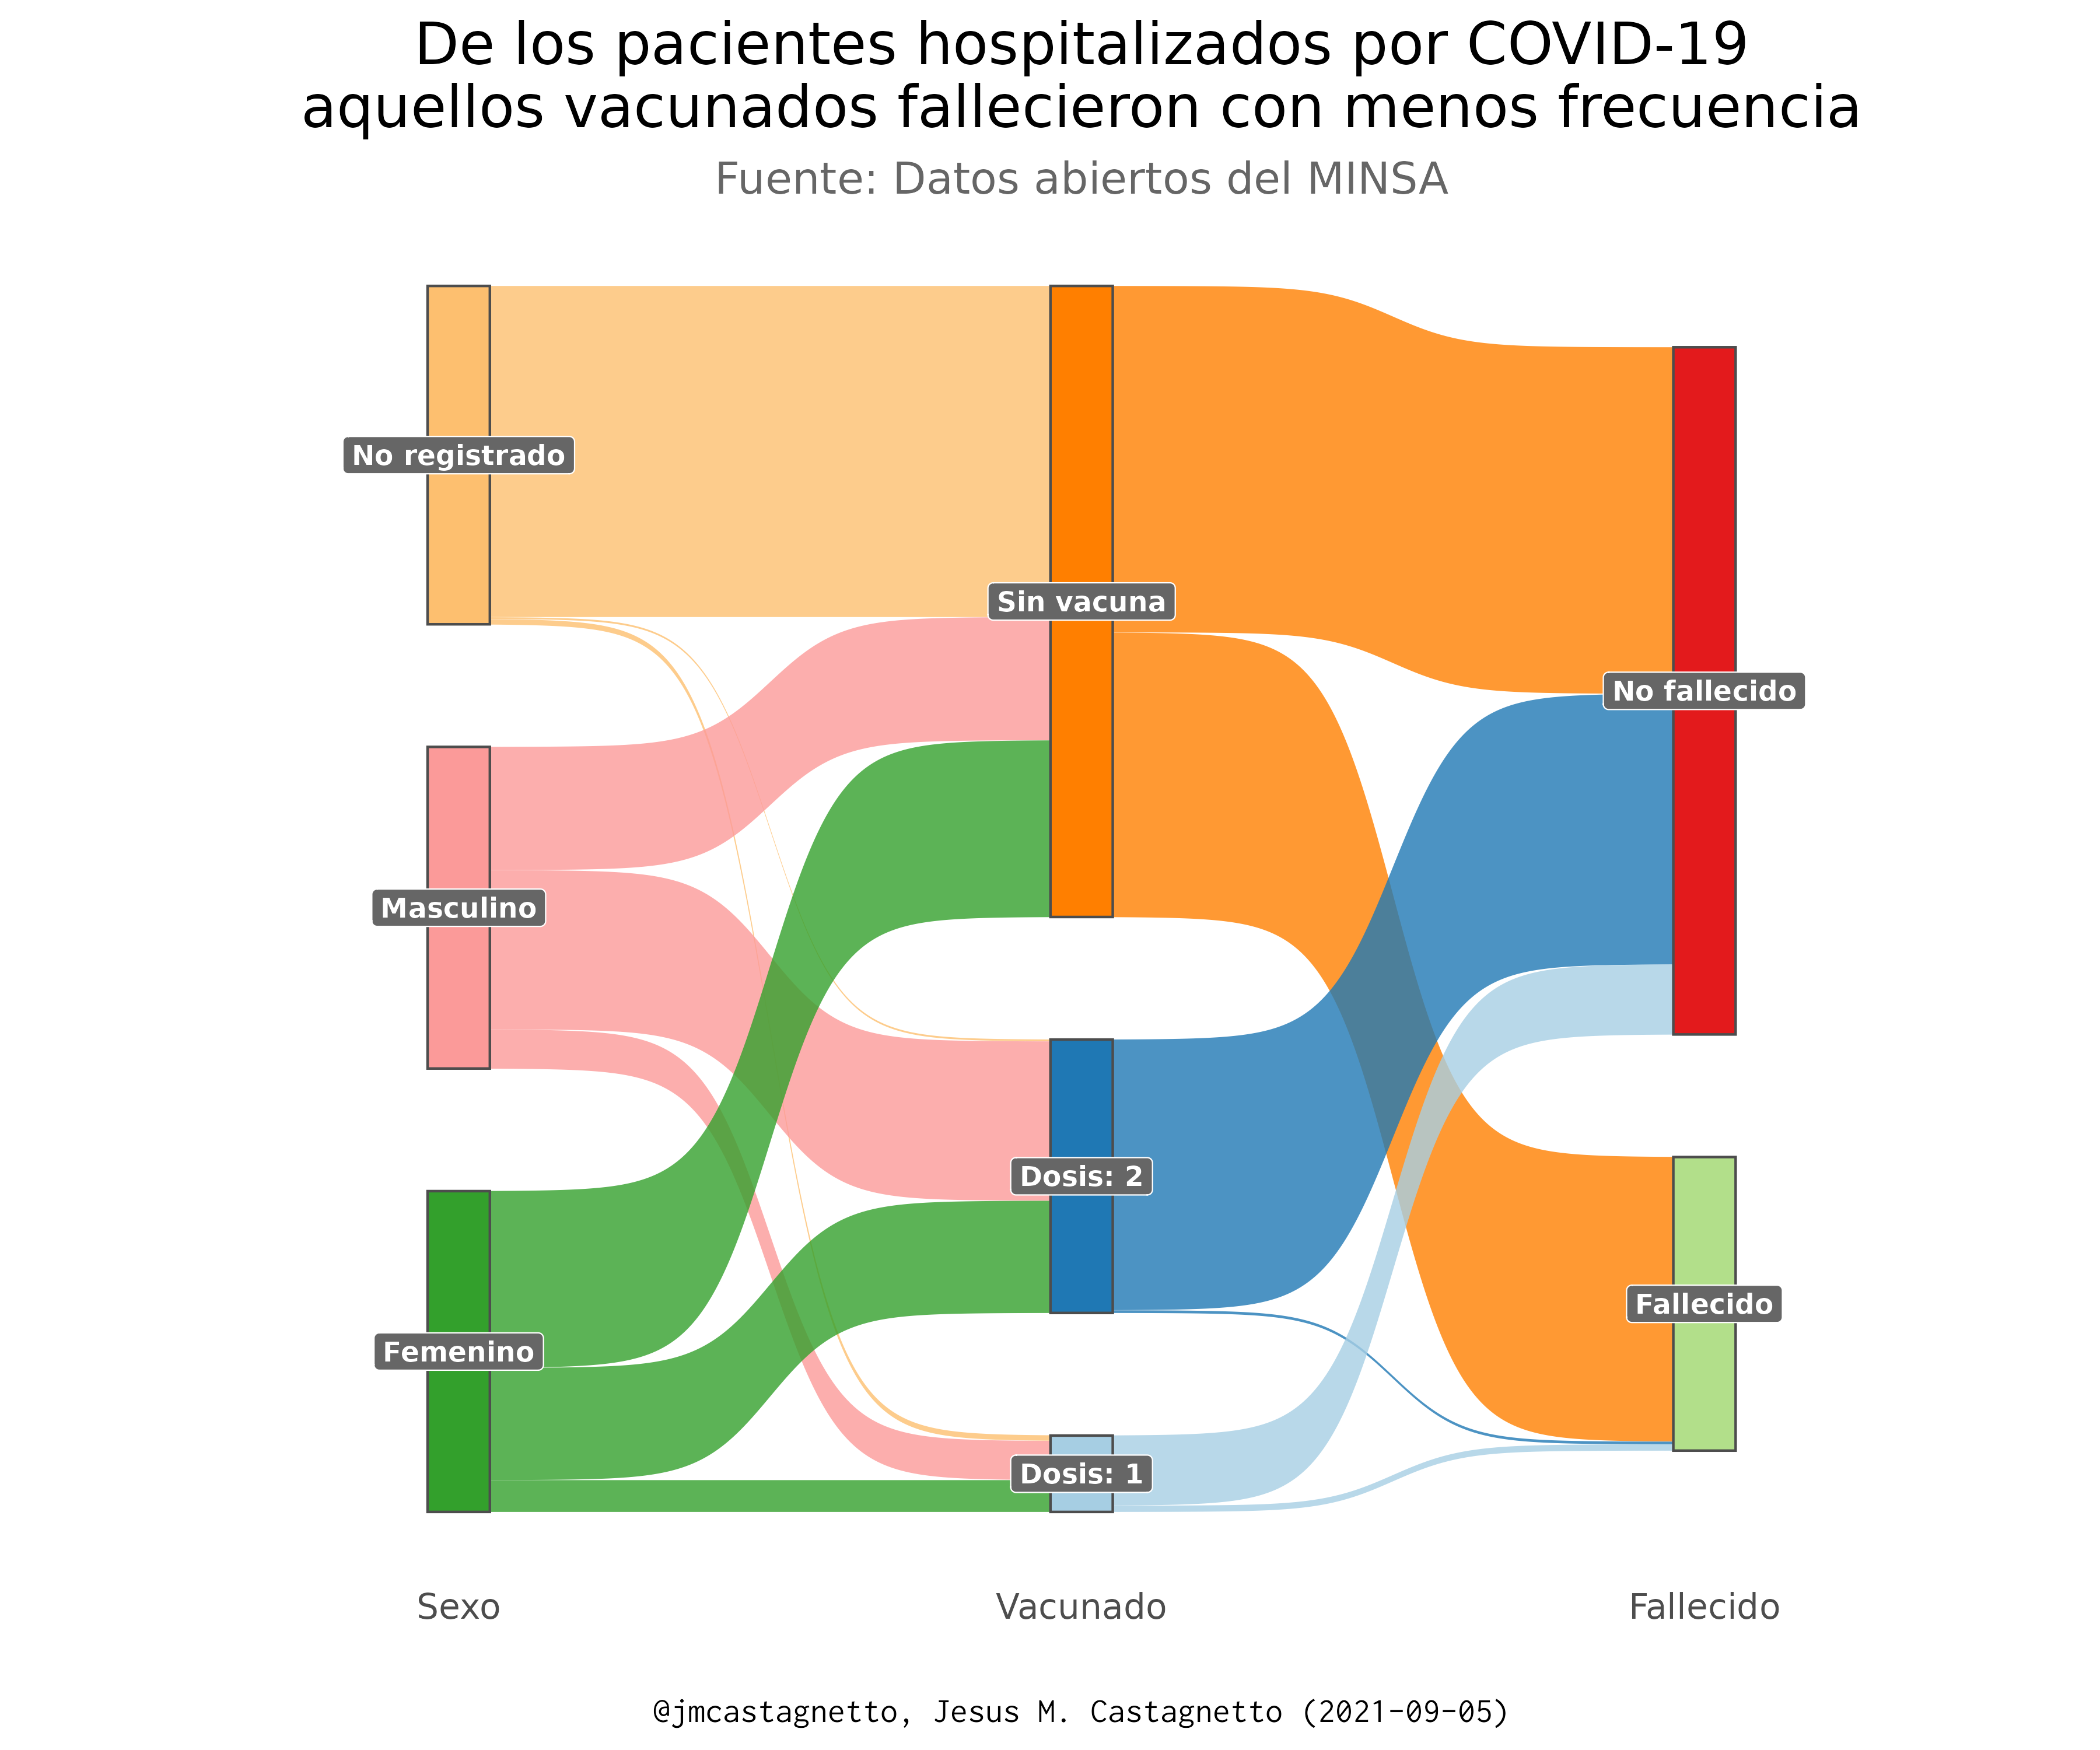 De los pacientes hospitalizados por COVID-19
aquellos vacunados fallecieron con menos frecuencia
Fuente: Datos abiertos del MINSA
No registrado
Sin vacuna
No fallecido
Masculino
Dosis: 2
Fallecido
Femenino
Dosis: 1
Sexo
Vacunado
Fallecido
@jmcastagnetto, Jesus M. Castagnetto (2021-09-05)